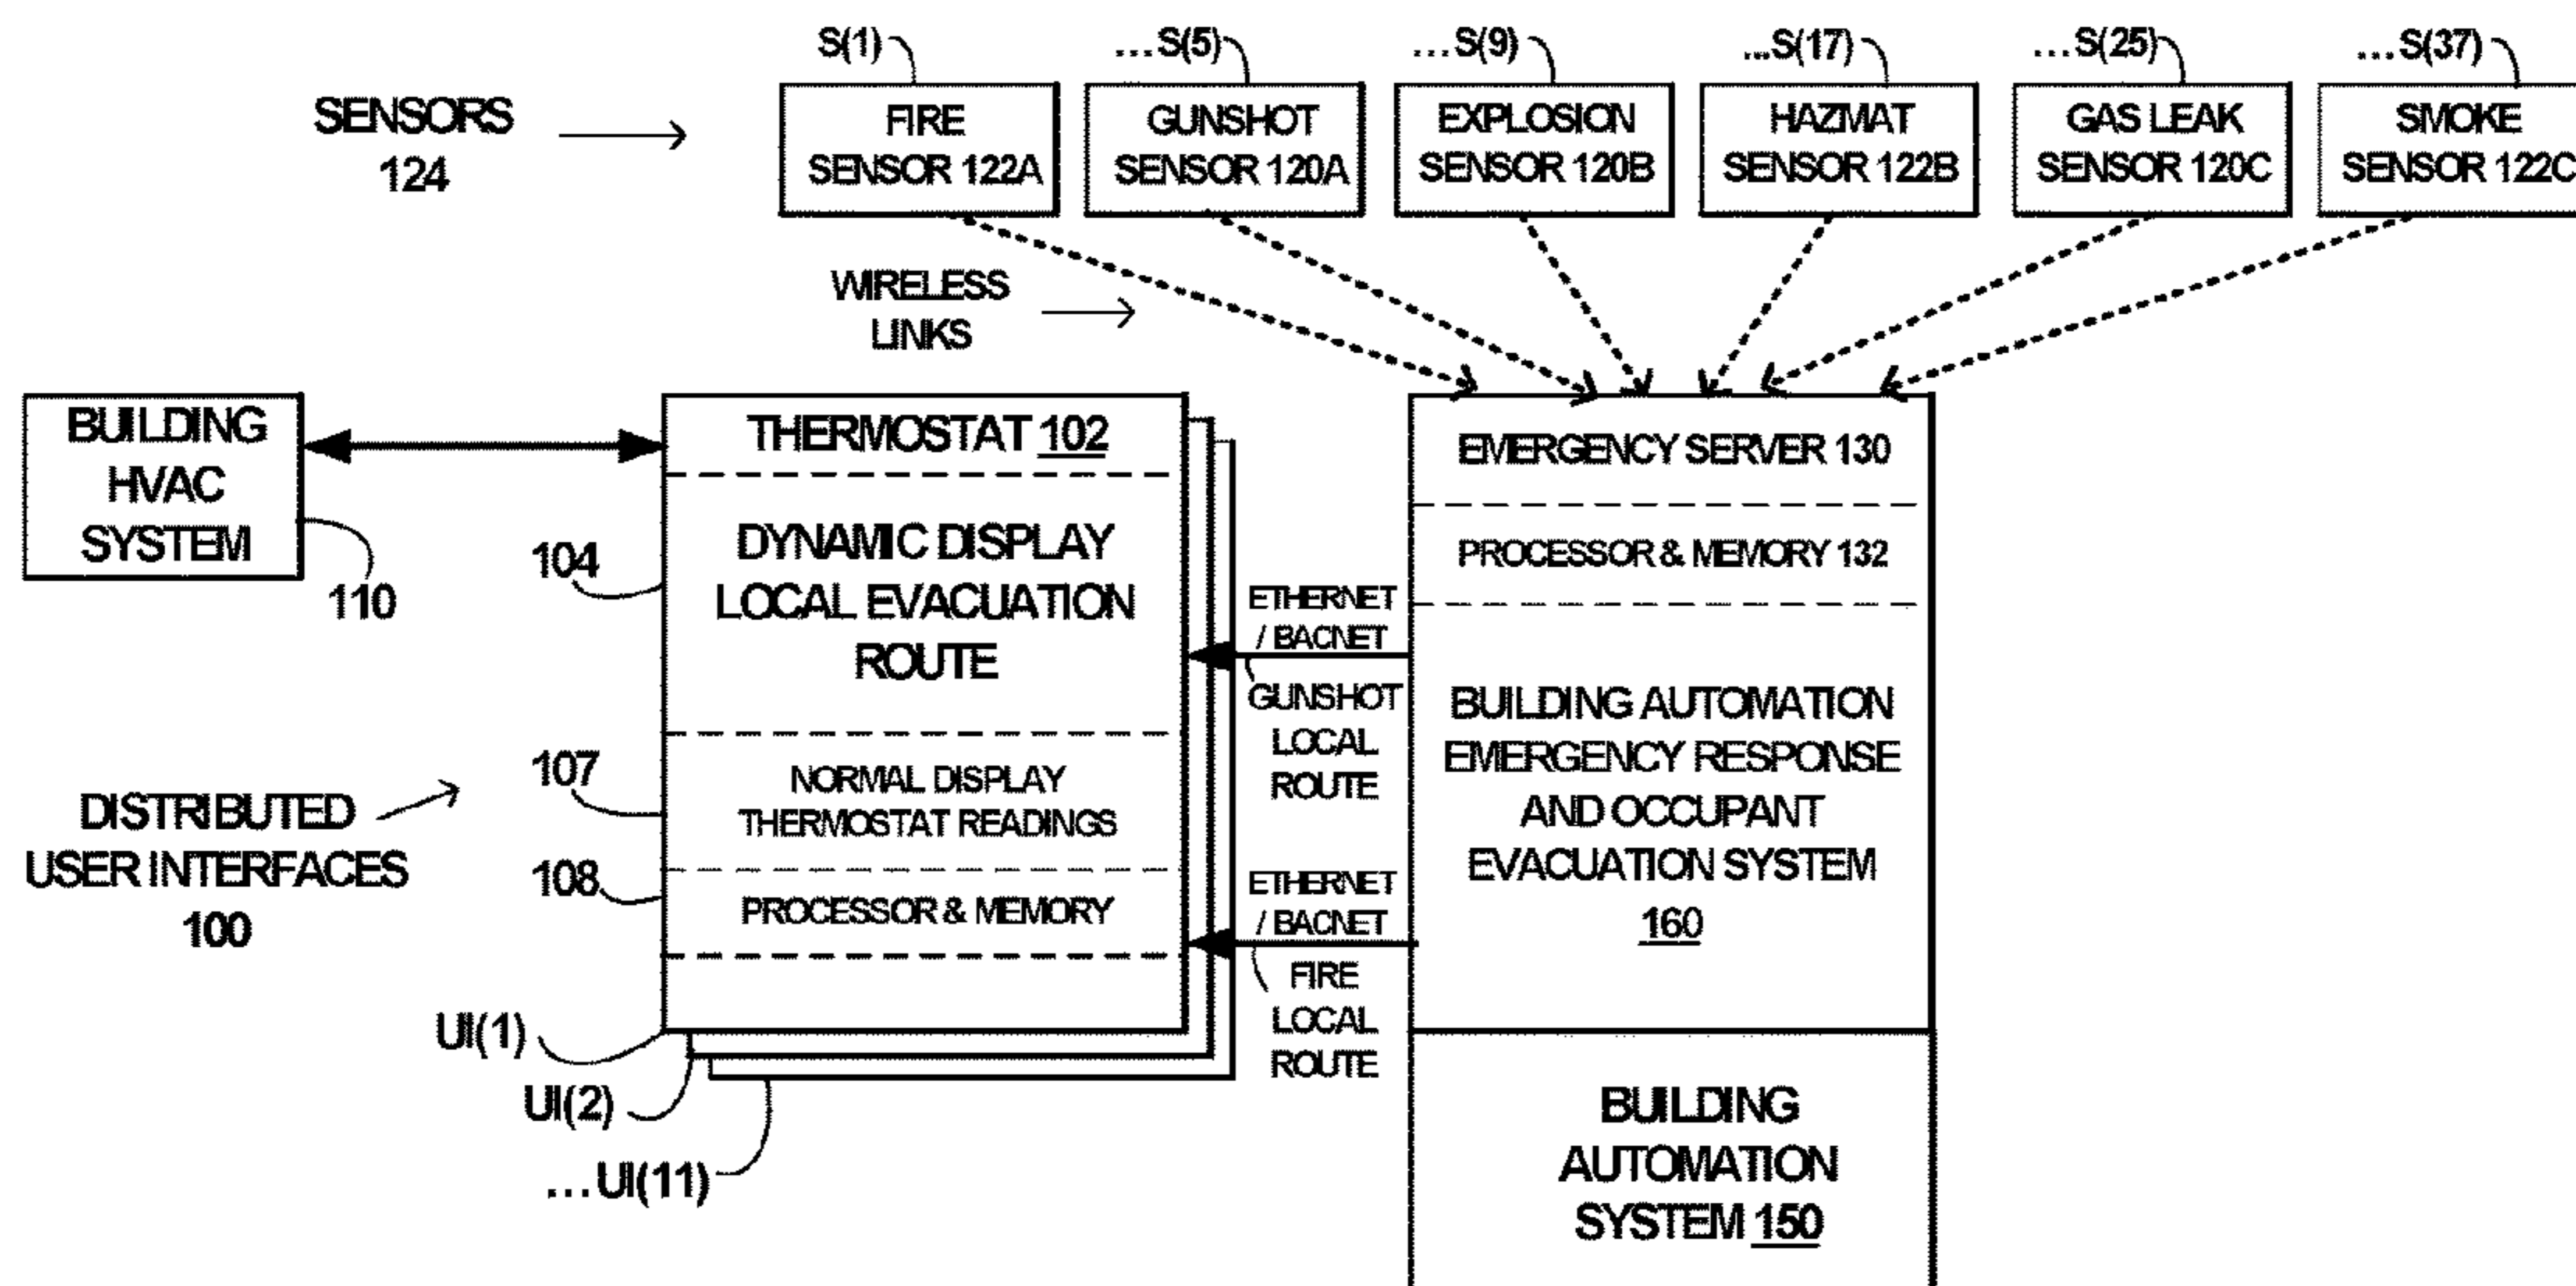 S(1)
...S(5)
...S(9)
...S(17)
...S(25)
...S(37)
SENSORS
124
FIRE
SENSOR 122A
GUNSHOT
SENSOR 120A
EXPLOSION
SENSOR 120B
HAZMAT
SENSOR 122B
GAS LEAK
SENSOR 120C
SMOKE
SENSOR 122C
WIRELESS
LINKS
BUILDING
HVAC
SYSTEM
110
THERMOSTAT 102
104
DYNAMIC DISPLAY
LOCAL EVACUATION
ROUTE
107
NORMAL DISPLAY
THERMOSTAT READINGS
108
PROCESSOR & MEMORY
DISTRIBUTED
USER INTERFACES
100
UI(1)
UI(2)
...UI(11)
ETHERNET
/ BACNET
GUNSHOT
LOCAL
ROUTE
ETHERNET
/ BACNET
FIRE
LOCAL
ROUTE
EMERGENCY SERVER 130
PROCESSOR & MEMORY 132
BUILDING AUTOMATION
EMERGENCY RESPONSE
AND OCCUPANT
EVACUATION SYSTEM
160
BUILDING
AUTOMATION
SYSTEM 150